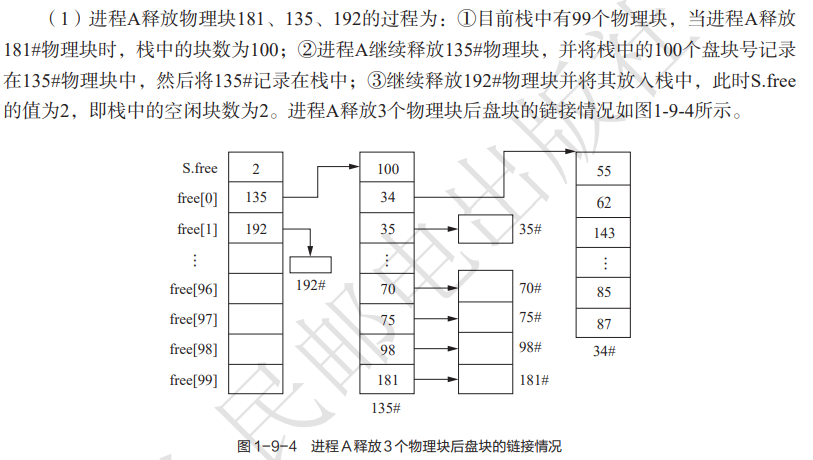 （1）进程A释放物理块181、135、192的过程为：①目前栈中有99个物理块，当进程A释放
181#物理块时，栈中的块数为100；②进程A继续释放135#物理块，并将栈中的100个盘块号记录
在135#物理块中，然后将135#记录在栈中；③继续释放192#物理块并将其放入栈中，此时S.free
的值为2，即栈中的空闲块数为2。进程A释放3个物理块后盘块的链接情况如图1-9-4所示。
S.free 2 100 55
free[0] 135 34 62
free[1] 192 35 35# 143
⋮ ⋮ ⋮
192#
free[96] 70 70# 85
free[97] 75 75# 87
free[98] 98 98# 34#
free[99] 181 181#
135#
图1-9-4 进程A释放3个物理块后盘块的链接情况
民邮电出版社